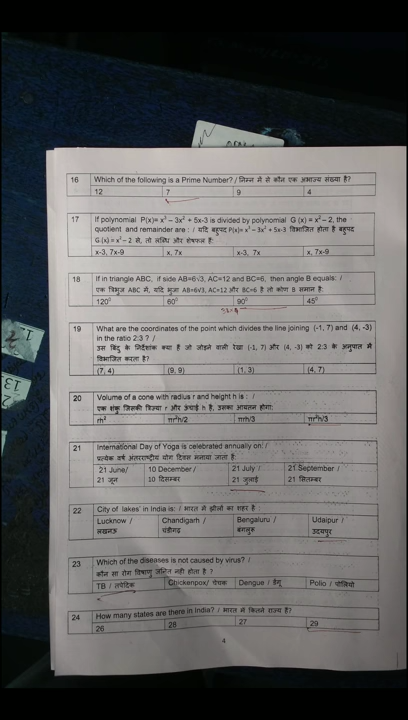 16 Which of the following is a Prime Number? / निम्न में से कौन एक अभाज्य संख्या है?
12 7 9 4
17 If polynomial P(x)= x³ – 3x² + 5x-3 is divided by polynomial G (x) = x² – 2, the
quotient and remainder are : / यदि बहुपद P(x)= x³ – 3x² + 5x-3 विभाजित होता है बहुपद
G (x) = x² – 2 से, तो लब्धि और शेषफल है:
x-3, 7x-9 x, 7x x-3, 7x x, 7x-9
18 If in triangle ABC, if side AB=6√3, AC=12 and BC=6, then angle B equals: /
एक त्रिभुज ABC में, यदि भुजा AB=6√3, AC=12 और BC=6 है तो कोण B समान है:
120⁰ 60⁰ 90⁰ 45⁰
19 What are the coordinates of the point which divides the line joining (-1, 7) and (4, -3)
in the ratio 2:3 ? /
उस बिंदु के निर्देशांक क्या हैं जो जोड़ने वाली रेखा (-1, 7) और (4, -3) को 2:3 के अनुपात में
विभाजित करता है?
(7, 4) (9, 9) (1, 3) (4, 7)
20 Volume of a cone with radius r and height h is : /
एक शंकु जिसकी त्रिज्या r और ऊंचाई h है, उसका आयतन होगा:
rh² πr²h/2 πrh/3 πr²h/3
21 International Day of Yoga is celebrated annually on: /
प्रत्येक वर्ष अंतरराष्ट्रीय योग दिवस मनाया जाता है:
21 June/ 10 December / 21 July / 21 September /
21 जून 10 दिसम्बर 21 जुलाई 21 सितम्बर
22 City of lakes' in India is: / भारत में झीलों का शहर है :
Lucknow / Chandigarh / Bengaluru / Udaipur /
लखनऊ चंडीगढ़ बंगलुरु उदयपुर
23 Which of the diseases is not caused by virus? /
कौन सा रोग विषाणु जनित नही होता है ?
TB / तपेदिक Chickenpox/ चेचक Dengue / डेंगू Polio / पोलियो
24 How many states are there in India? / भारत में कितने राज्य हैं?
26 28 27 29
4